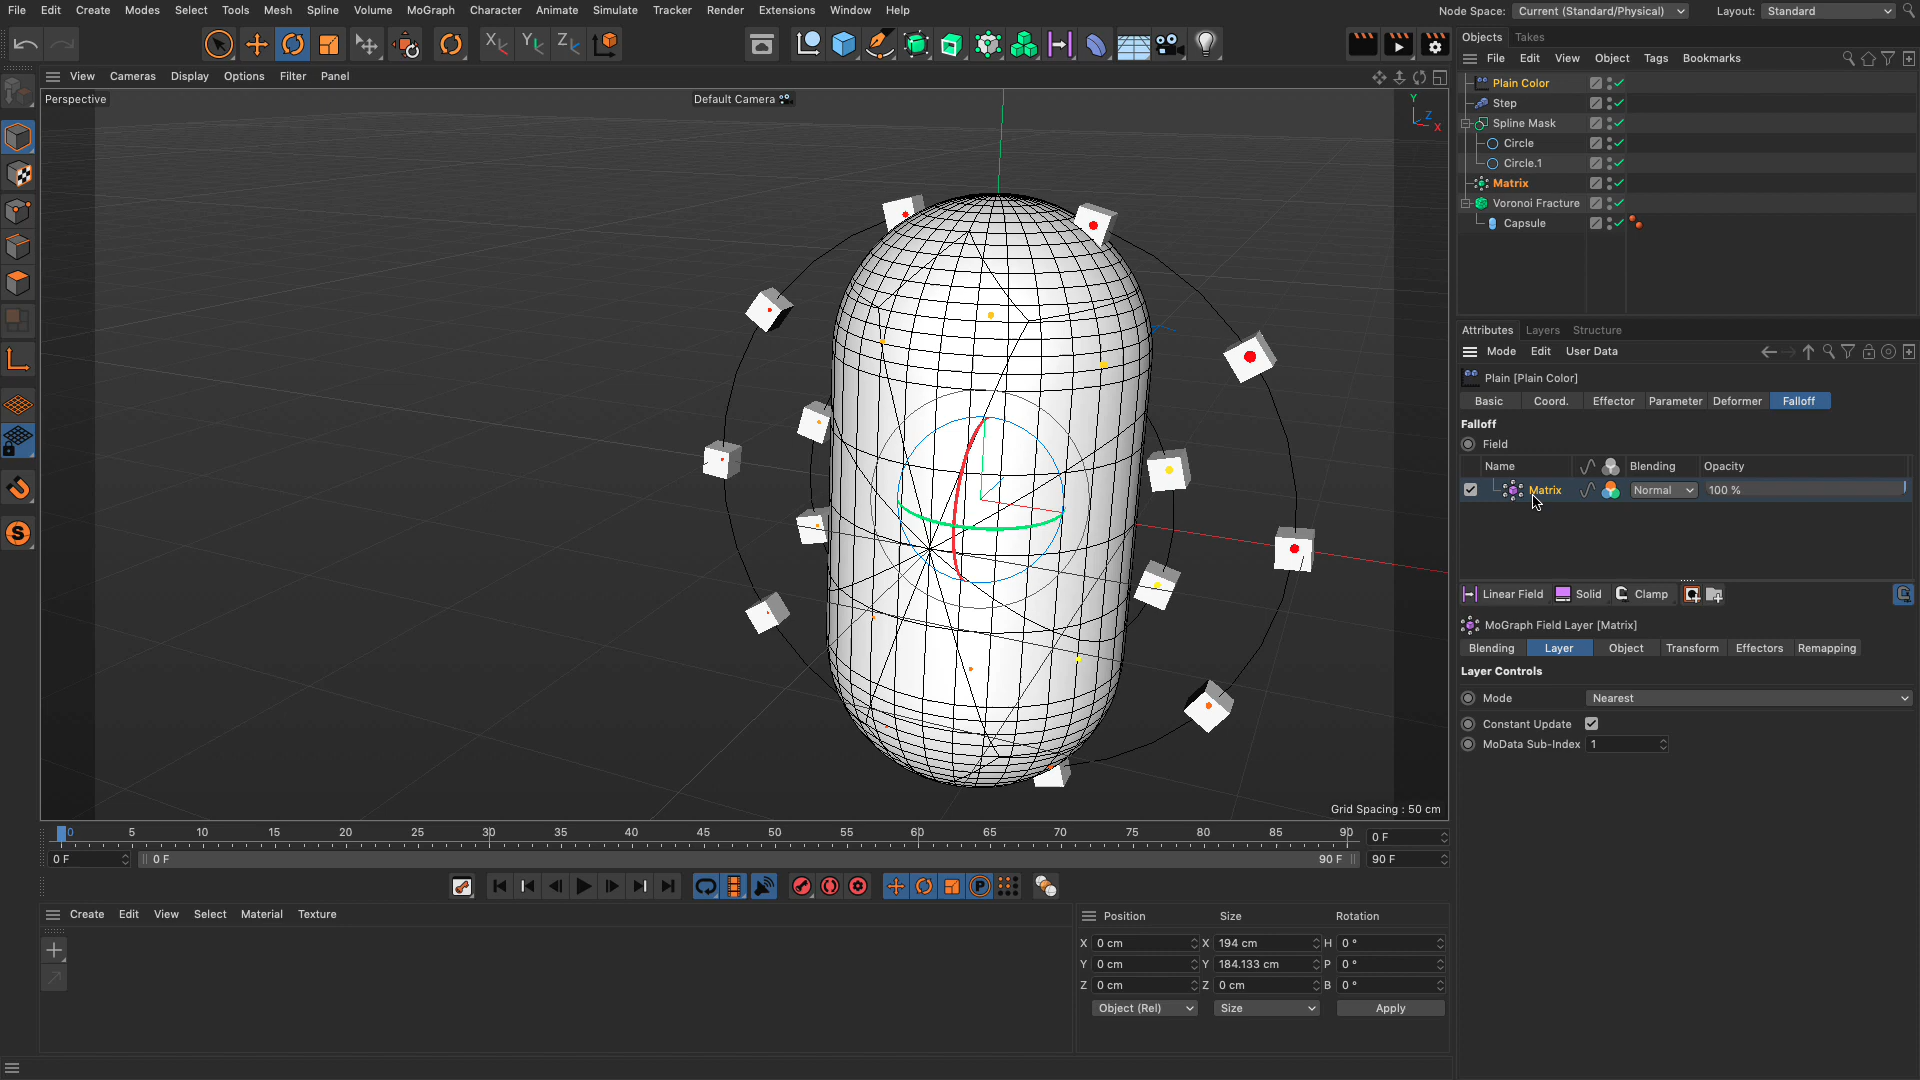 File Edit Create Modes Select Tools Mesh Spline Volume MoGraph Character Animate Simulate Tracker Render Extensions Window Help
Node Space: Current (Standard/Physical) Layout: Standard
X Y Z
Objects Takes
View Cameras Display Options Filter Panel
File Edit View Object Tags Bookmarks
Perspective
Default Camera
Y
Z
X
Plain Color
Step
Spline Mask
Circle
Circle.1
Matrix
Voronoi Fracture
Capsule
Attributes Layers Structure
Mode Edit User Data
Plain [Plain Color]
Basic Coord. Effector Parameter Deformer Falloff
Falloff
Field
Name Blending Opacity
Matrix Normal 100 %
Linear Field Solid Clamp
MoGraph Field Layer [Matrix]
Blending Layer Object Transform Effectors Remapping
Layer Controls
Mode Nearest
Constant Update
MoData Sub-Index 1
Grid Spacing : 50 cm
0 5 10 15 20 25 30 35 40 45 50 55 60 65 70 75 80 85 90
0 F
0 F 0 F 90 F 90 F
P
Create Edit View Select Material Texture
Position Size Rotation
X 0 cm X 194 cm H 0 °
Y 0 cm Y 184.133 cm P 0 °
Z 0 cm Z 0 cm B 0 °
Object (Rel) Size Apply